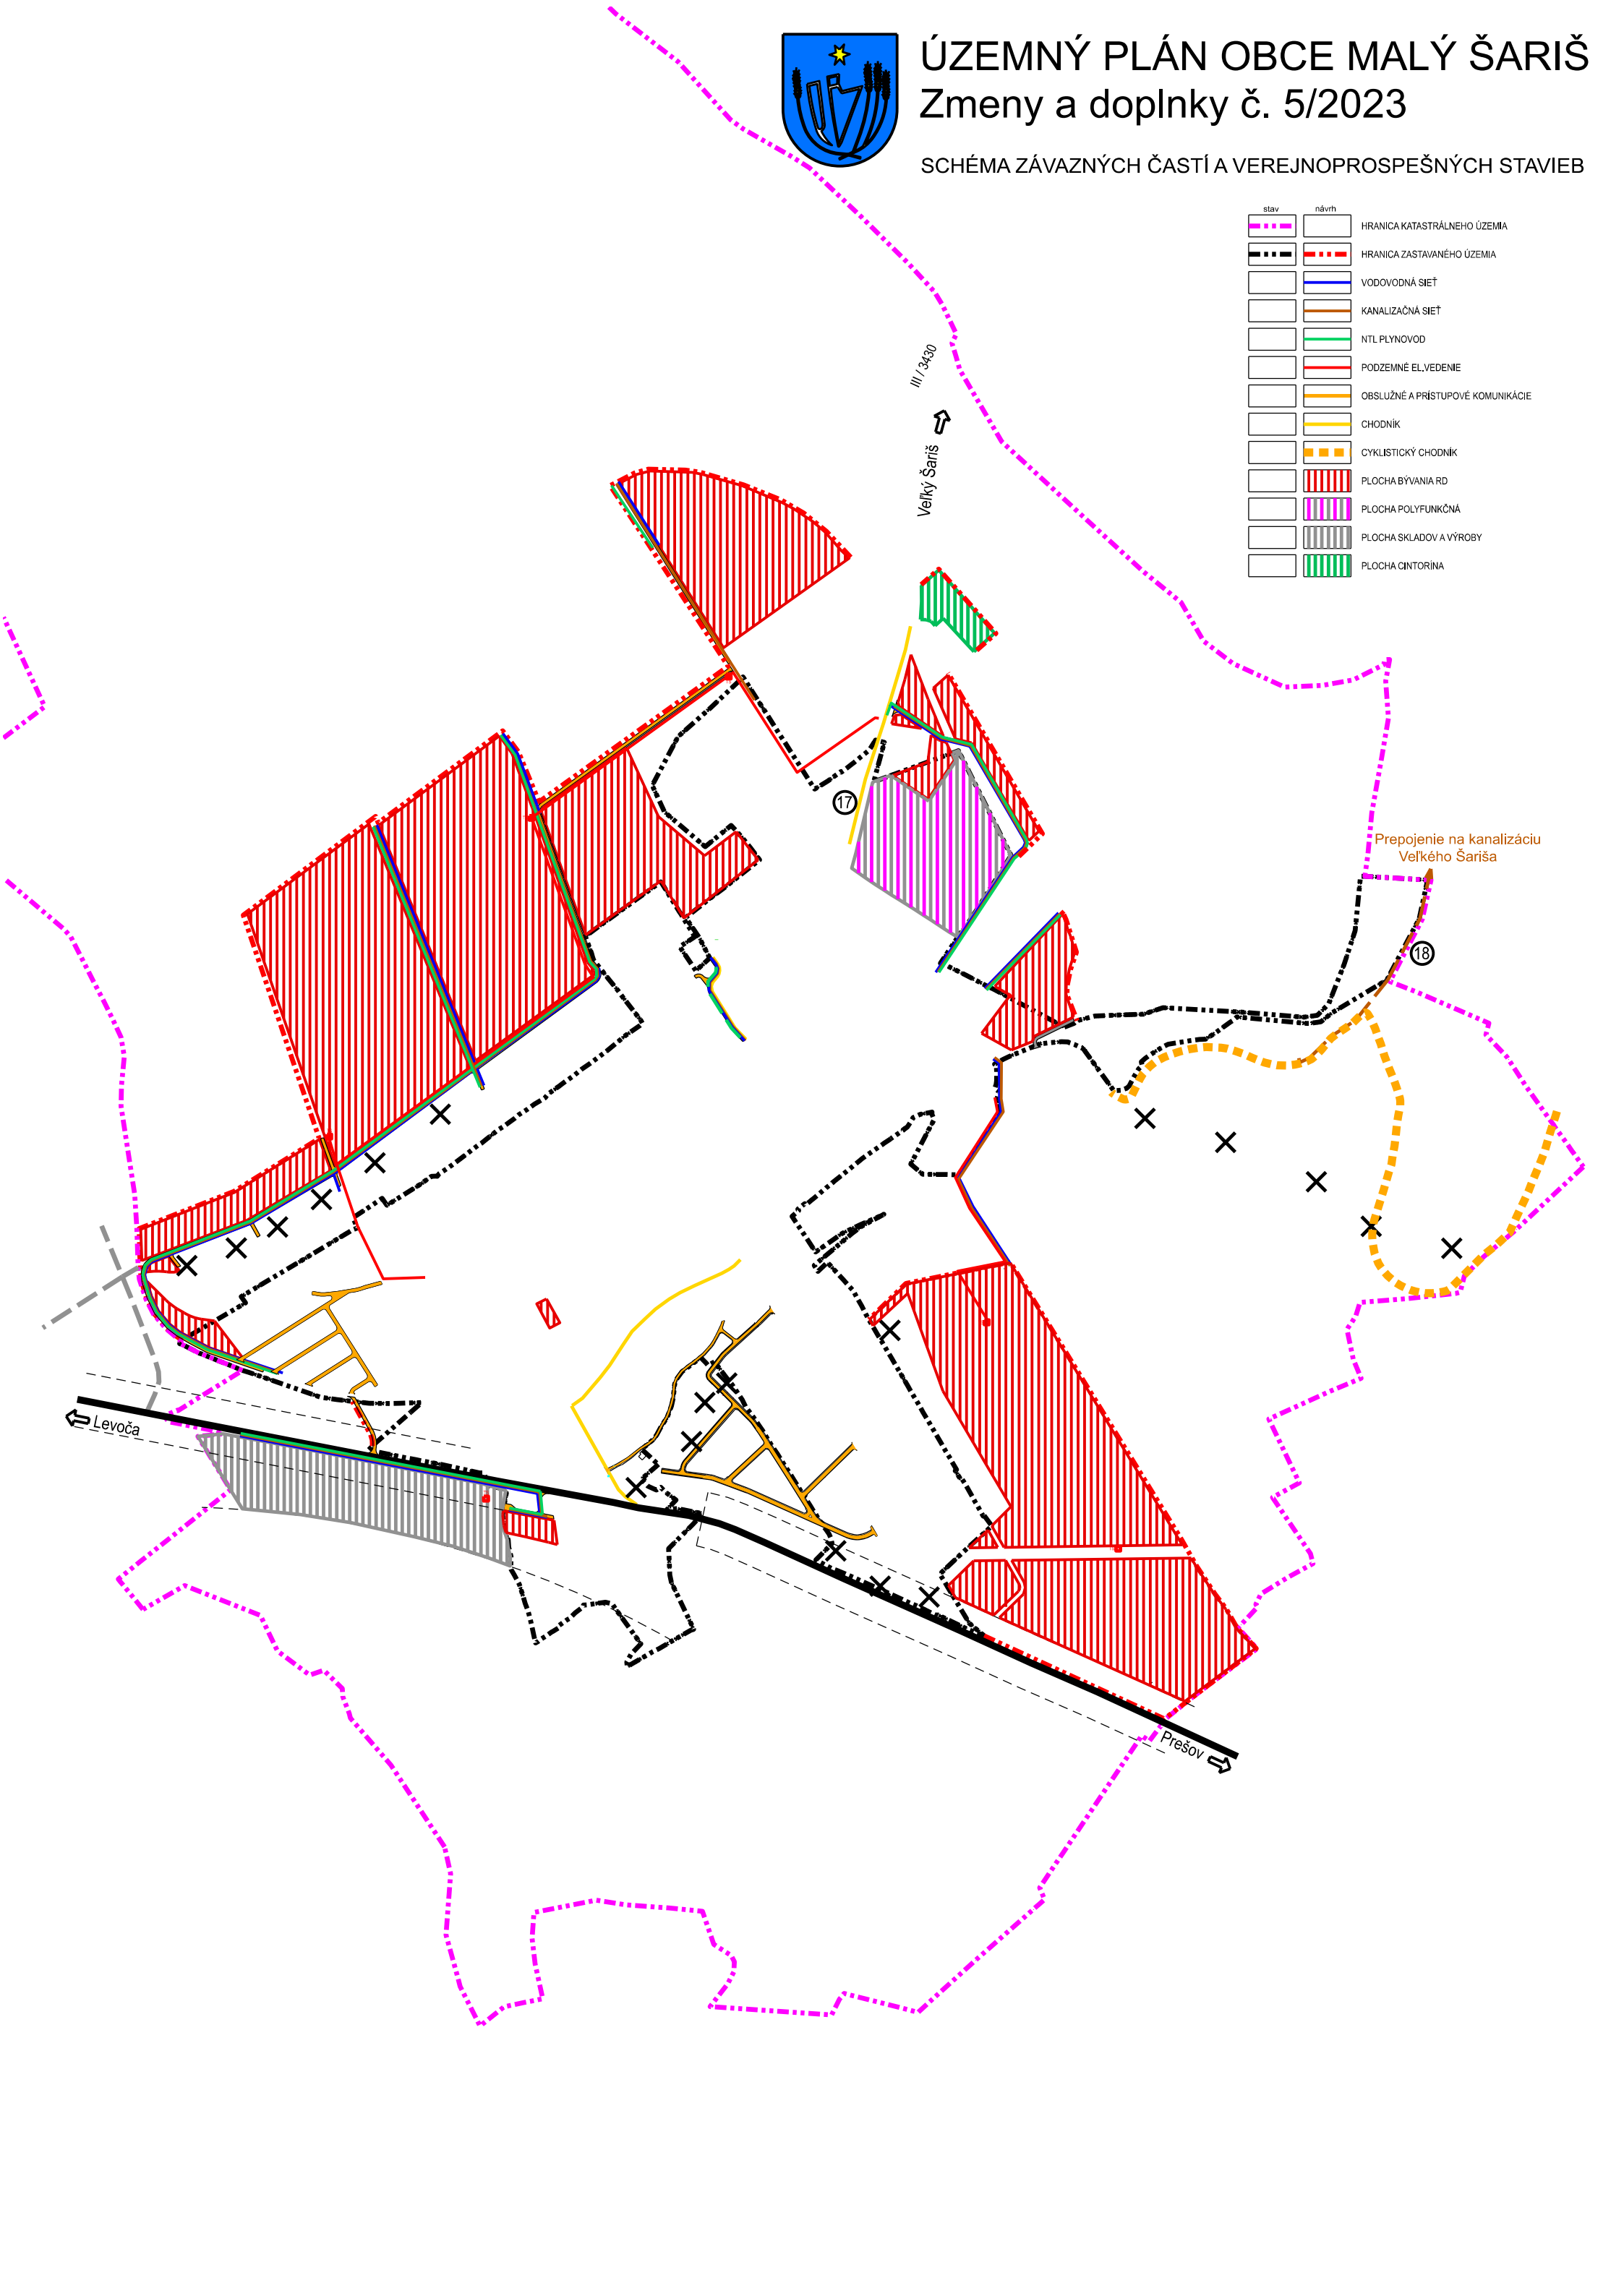 ÚZEMNÝ PLÁN OBCE MALÝ ŠARIŠ
Zmeny a doplnky č. 5/2023
SCHÉMA ZÁVAZNÝCH ČASTÍ A VEREJNOPROSPEŠNÝCH STAVIEB
stav návrh
HRANICA KATASTRÁLNEHO ÚZEMIA
HRANICA ZASTAVANÉHO ÚZEMIA
VODOVODNÁ SIEŤ
KANALIZAČNÁ SIEŤ
NTL PLYNOVOD
PODZEMNÉ EL,VEDENIE
OBSLUŽNÉ A PRÍSTUPOVÉ KOMUNIKÁCIE
CHODNÍK
CYKLISTICKÝ CHODNÍK
PLOCHA BÝVANIA RD
PLOCHA POLYFUNKČNÁ
PLOCHA SKLADOV A VÝROBY
PLOCHA CINTORÍNA
III / 3430
Veľký Šariš
17
Prepojenie na kanalizáciu
Veľkého Šariša
18
Levoča
Prešov